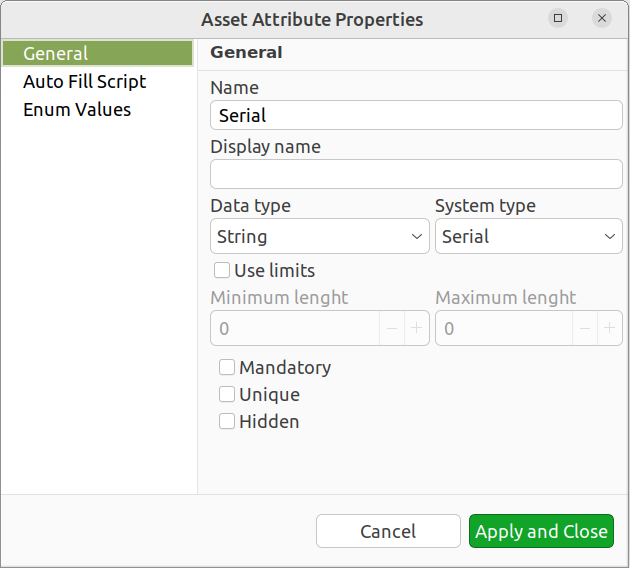 Asset Attribute Properties
General
Auto Fill Script
Enum Values
General
Name
Serial
Display name
Data type
System type
String
Serial
Use limits
Minimum lenght
Maximum lenght
0
0
Mandatory
Unique
Hidden
Cancel
Apply and Close